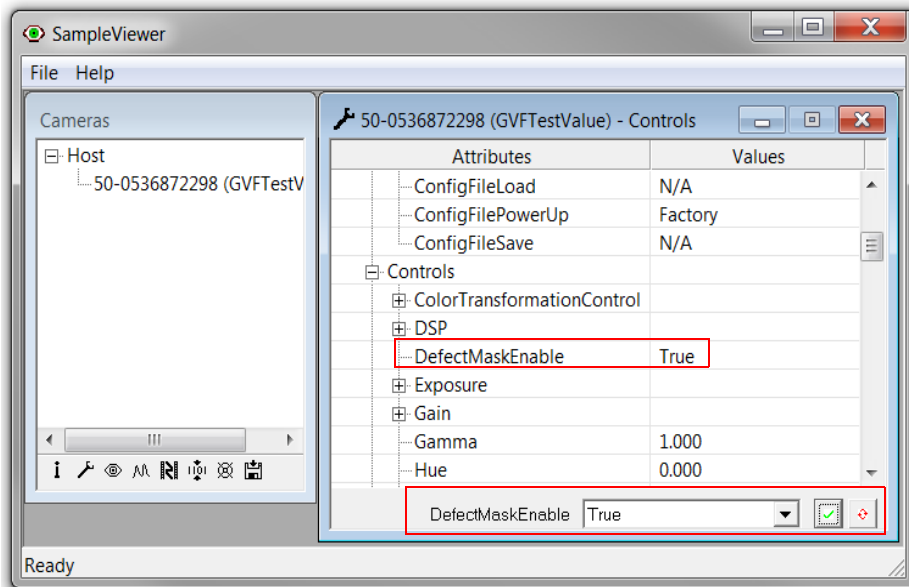 SampleViewer
File Help
Cameras
Host
50-0536872298 (GVFTestV
50-0536872298 (GVFTestValue) - Controls
Attributes Values
ConfigFileLoad N/A
ConfigFilePowerUp Factory
ConfigFileSave N/A
Controls
ColorTransformationControl
DSP
DefectMaskEnable True
Exposure
Gain
Gamma 1.000
Hue 0.000
DefectMaskEnable True
Ready